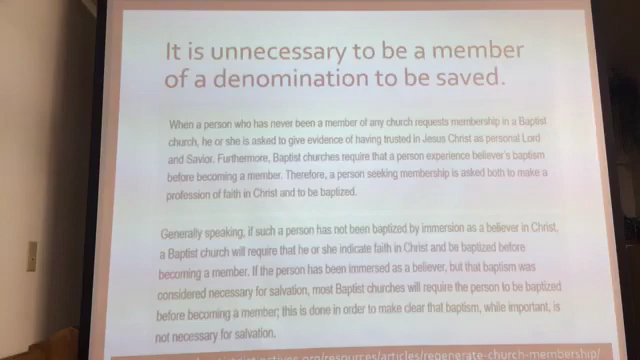 It is unnecessary to be a member
of a denomination to be saved.
When a person who has never been a member of any church requests membership in a Baptist
church, he or she is asked to give evidence of having trusted in Jesus Christ as personal Lord
and Savior. Furthermore, Baptist churches require that a person experience believer's baptism
before becoming a member. Therefore, a person seeking membership is asked both to make a
profession of faith in Christ and to be baptized.
Generally speaking, if such a person has not been baptized by immersion as a believer in Christ,
a Baptist church will require that he or she indicate faith in Christ and be baptized before
becoming a member. If the person has been immersed as a believer, but that baptism was
considered necessary for salvation, most Baptist churches will require the person to be baptized
before becoming a member; this is done in order to make clear that baptism, while important, is
not necessary for salvation.
.org/resources/articles/regenerate-church-membership/